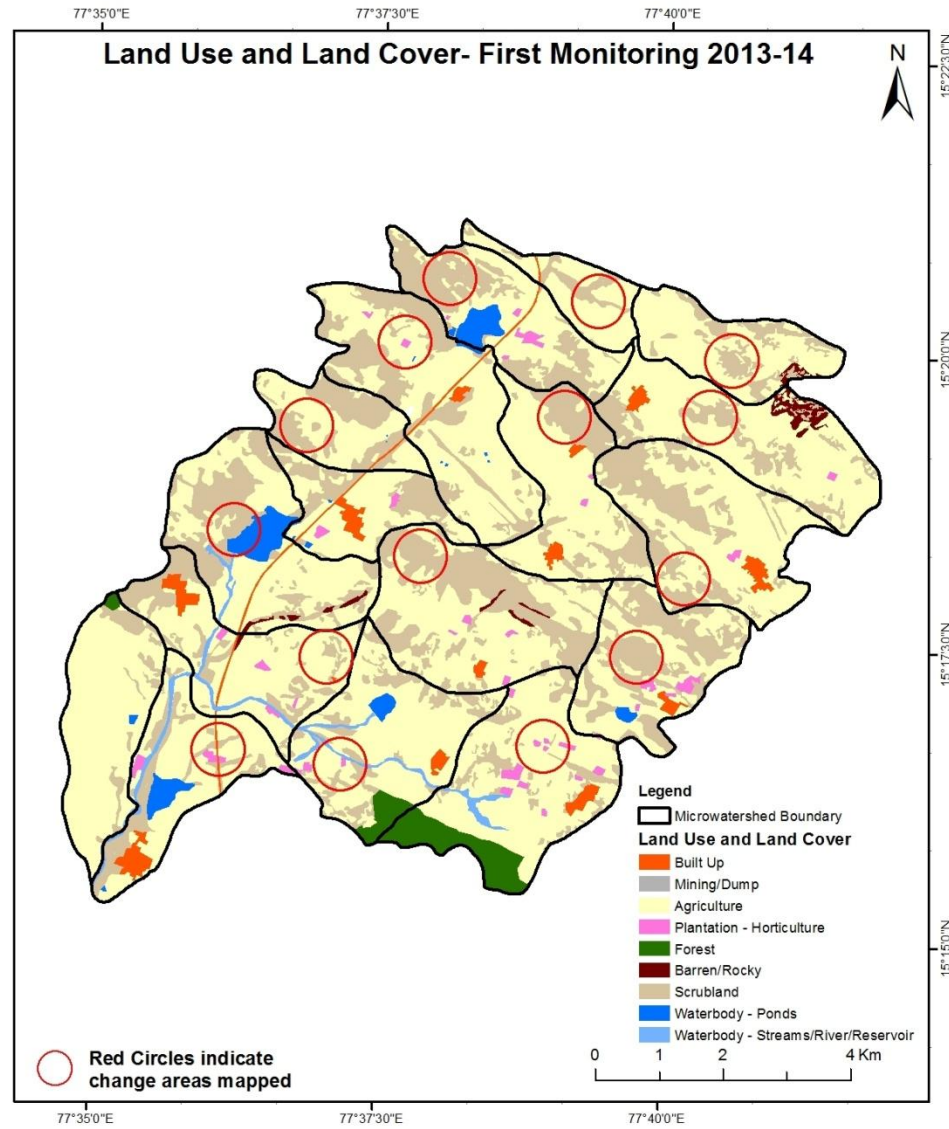 77°35'0"E
77°37'30"E
77°40'0"E
Land Use and Land Cover- First Monitoring 2013-14
N
15°22'30"N
15°20'0"N
15°17'30"N
15°15'0"N
Legend
Microwatershed Boundary
Land Use and Land Cover
Built Up
Mining/Dump
Agriculture
Plantation - Horticulture
Forest
Barren/Rocky
Scrubland
Waterbody - Ponds
Waterbody - Streams/River/Reservoir
Red Circles indicate
change areas mapped
0 1 2 4 Km
77°35'0"E
77°37'30"E
77°40'0"E